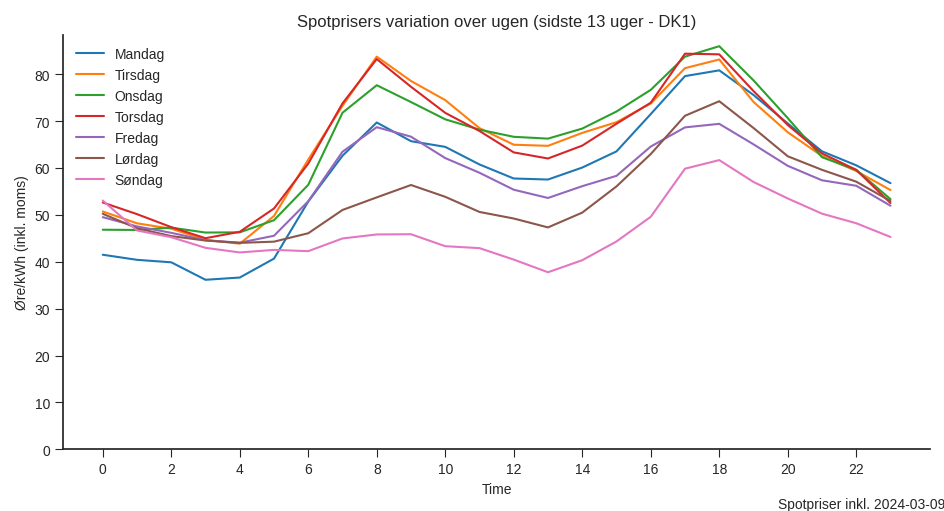 Spotprisers variation over ugen (sidste 13 uger - DK1)
Mandag
Tirsdag
Onsdag
Torsdag
Fredag
Lørdag
Søndag
Øre/kWh (inkl. moms)
80
70
60
50
40
30
20
10
0
0 2 4 6 8 10 12 14 16 18 20 22
Time
Spotpriser inkl. 2024-03-09